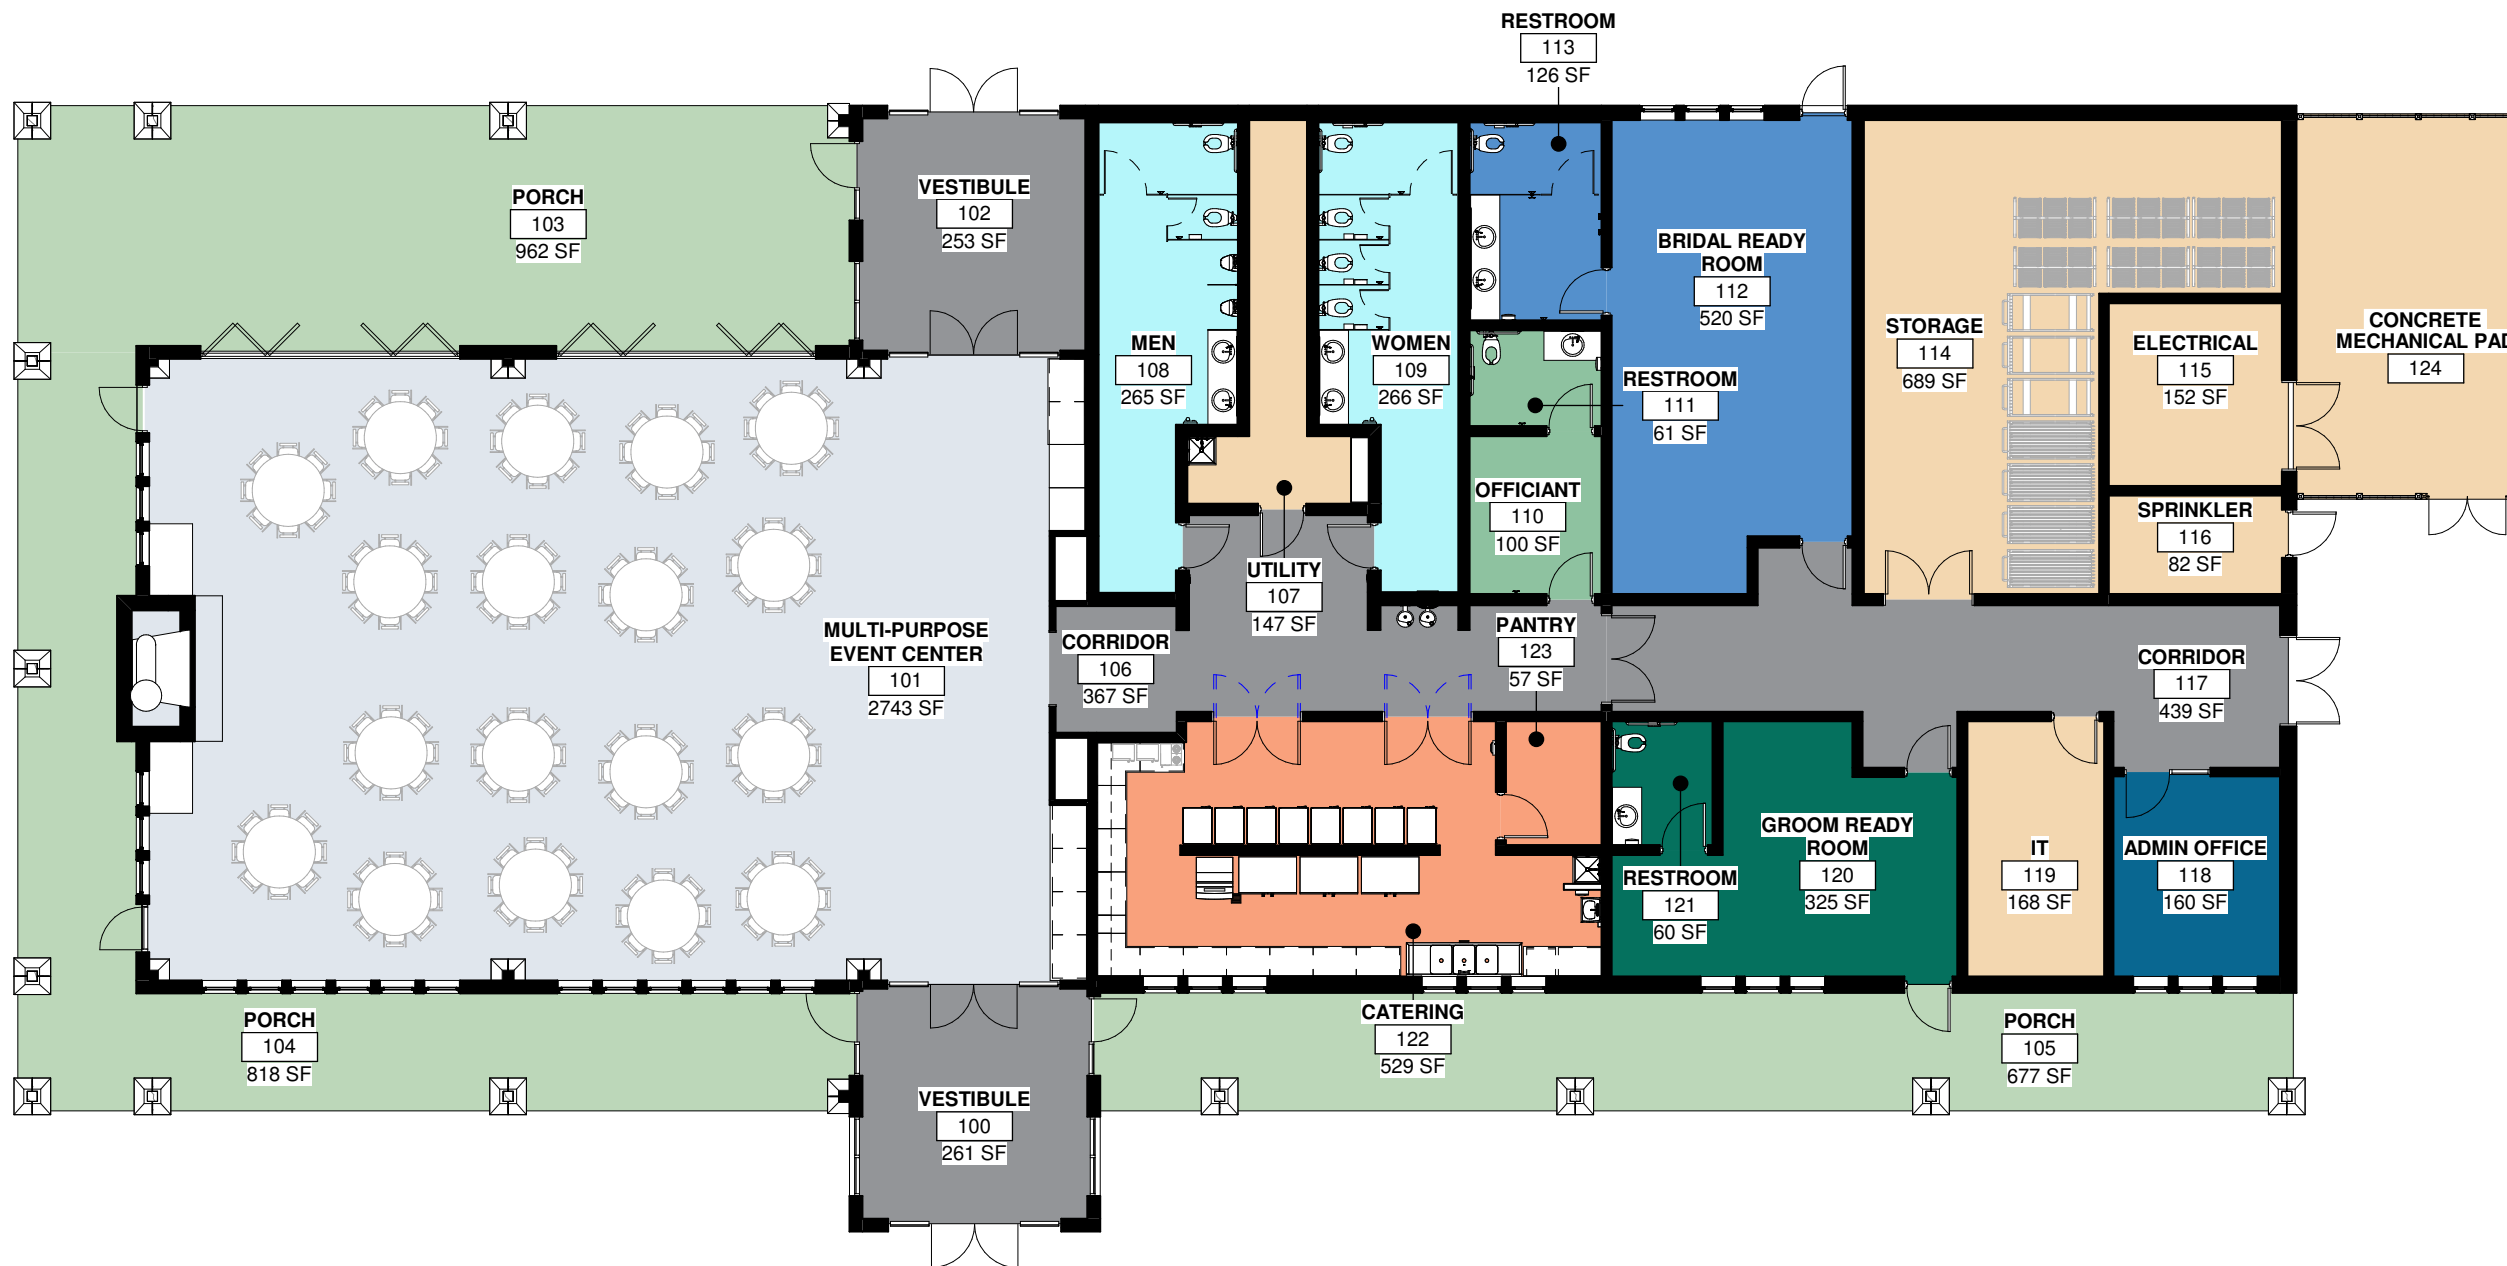 RESTROOM
113
126 SF
PORCH
103
962 SF
VESTIBULE
102
253 SF
BRIDAL READY
ROOM
112
520 SF
MEN
108
265 SF
WOMEN
109
266 SF
RESTROOM
111
61 SF
STORAGE
114
689 SF
ELECTRICAL
115
152 SF
CONCRETE
MECHANICAL PAD
124
OFFICIANT
110
100 SF
SPRINKLER
116
82 SF
UTILITY
107
147 SF
MULTI-PURPOSE
EVENT CENTER
101
2743 SF
CORRIDOR
106
367 SF
PANTRY
123
57 SF
CORRIDOR
117
439 SF
GROOM READY
ROOM
120
325 SF
RESTROOM
121
60 SF
IT
119
168 SF
ADMIN OFFICE
118
160 SF
PORCH
104
818 SF
CATERING
122
529 SF
PORCH
105
677 SF
VESTIBULE
100
261 SF